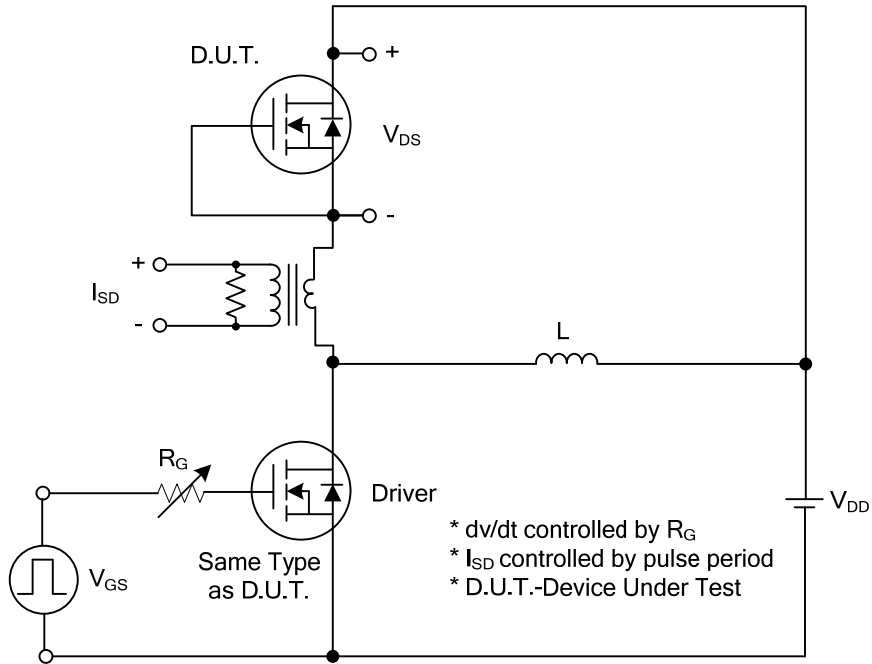 D.U.T.
+
V_DS
-
+
I_SD
-
L
R_G
Driver
V_DD
V_GS
Same Type
as D.U.T.
* dv/dt controlled by R_G
* I_SD controlled by pulse period
* D.U.T.-Device Under Test